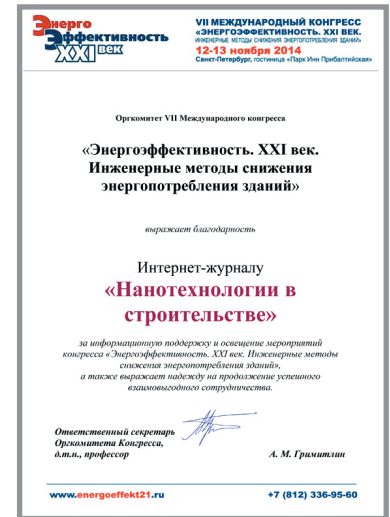 Энерго
Эффективность
XXI век
VII МЕЖДУНАРОДНЫЙ КОНГРЕСС
«ЭНЕРГОЭФФЕКТИВНОСТЬ. XXI ВЕК.
ИНЖЕНЕРНЫЕ МЕТОДЫ СНИЖЕНИЯ ЭНЕРГОПОТРЕБЛЕНИЯ ЗДАНИЙ»
12-13 ноября 2014
Санкт-Петербург, гостиница «Парк Инн Прибалтийская»
Оргкомитет VII Международного конгресса
«Энергоэффективность. XXI век.
Инженерные методы снижения
энергопотребления зданий»
выражает благодарность
Интернет-журналу
«Нанотехнологии в
строительстве»
за информационную поддержку и освещение мероприятий
конгресса «Энергоэффективность. XXI век. Инженерные методы
снижения энергопотребления зданий»,
а также выражает надежду на продолжение успешного
взаимовыгодного сотрудничества.
Ответственный секретарь
Оргкомитета Конгресса,
д.т.н., профессор
А. М. Гримитлин
www.energoeffekt21.ru
+7 (812) 336-95-60